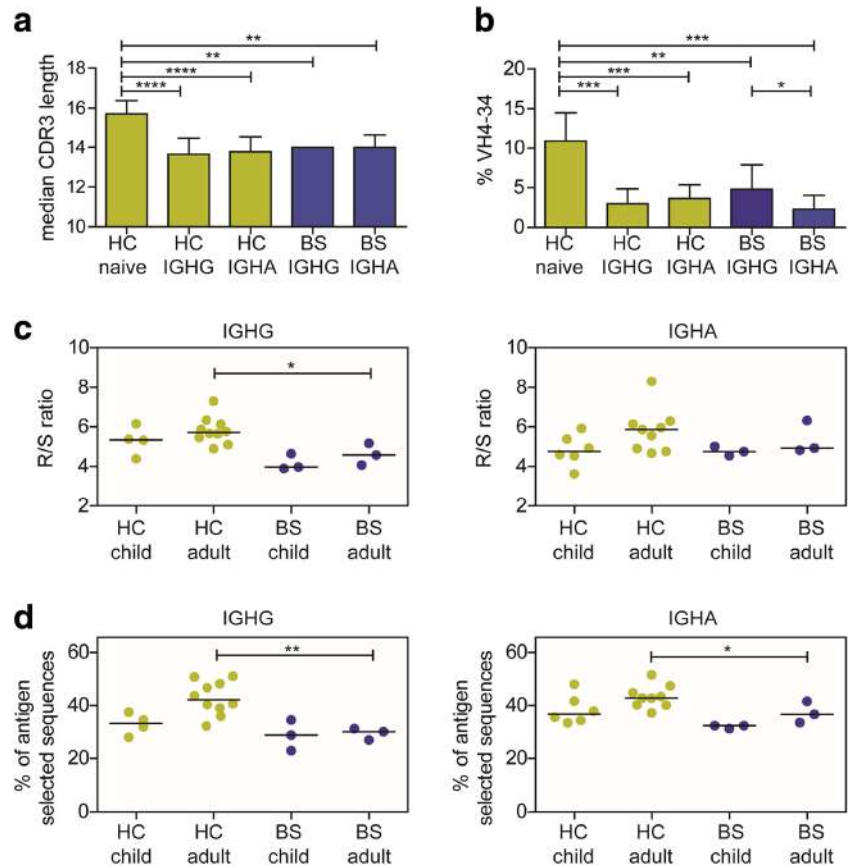 a
**
**
****
****
median CDR3 length
18
16
14
12
10
HC naive
HC IGHG
HC IGHA
BS IGHG
BS IGHA
b
***
**
***
***
*
% VH4-34
20
15
10
5
0
HC naive
HC IGHG
HC IGHA
BS IGHG
BS IGHA
c
IGHG
*
R/S ratio
10
8
6
4
2
HC child
HC adult
BS child
BS adult
IGHA
R/S ratio
10
8
6
4
2
HC child
HC adult
BS child
BS adult
d
IGHG
**
% of antigen
selected sequences
60
40
20
0
HC child
HC adult
BS child
BS adult
IGHA
*
% of antigen
selected sequences
60
40
20
0
HC child
HC adult
BS child
BS adult